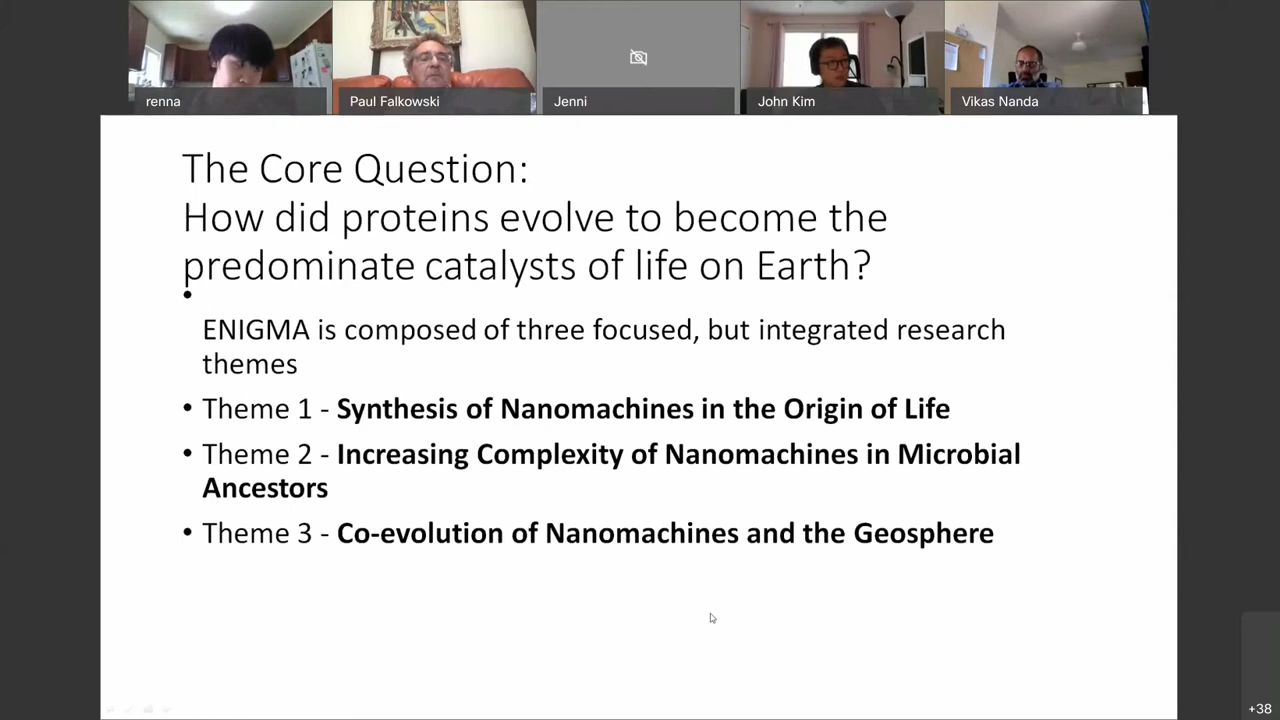 renna
Paul Falkowski
Jenni
John Kim
Vikas Nanda
The Core Question:
How did proteins evolve to become the
predominate catalysts of life on Earth?
•
ENIGMA is composed of three focused, but integrated research
themes
• Theme 1 - Synthesis of Nanomachines in the Origin of Life
• Theme 2 - Increasing Complexity of Nanomachines in Microbial
Ancestors
• Theme 3 - Co-evolution of Nanomachines and the Geosphere
+38